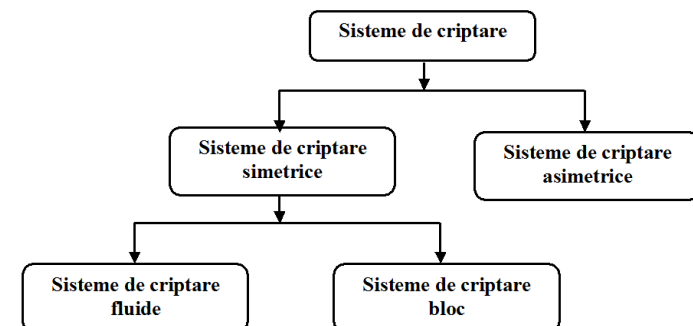 Sisteme de criptare
Sisteme de criptare
simetrice
Sisteme de criptare
asimetrice
Sisteme de criptare
fluide
Sisteme de criptare
bloc